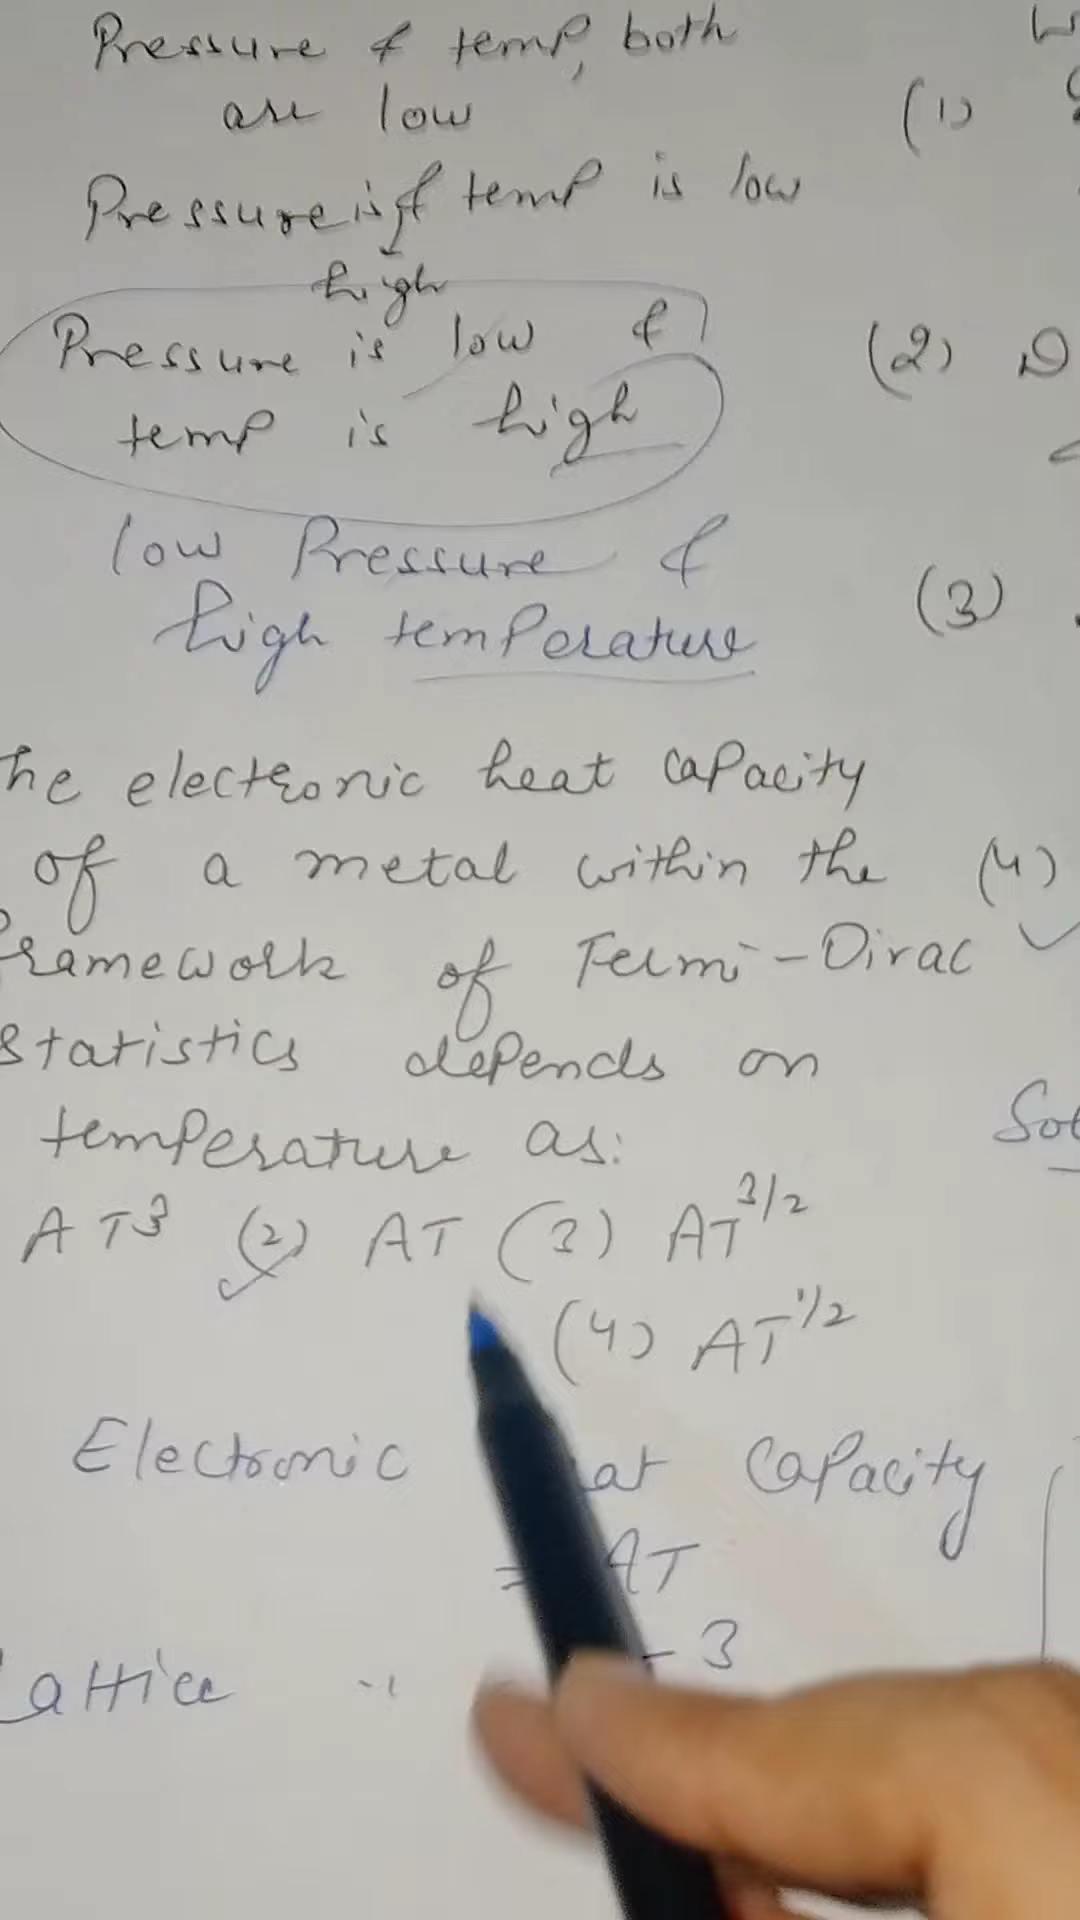 Pressure & temp, both
are low
Pressure is & temp is low
high
Pressure is low &
temp is high
low Pressure &
high temperature
he electronic heat capacity
of a metal within the
ramework of Fermi-Dirac
statistics depends on
temperature as:
AT³ (2) AT (3) AT^3/2
(4) AT^1/2
Electronic at Capacity
= AT
attice 3
(1)
(2) D
(3)
(4)
Sol